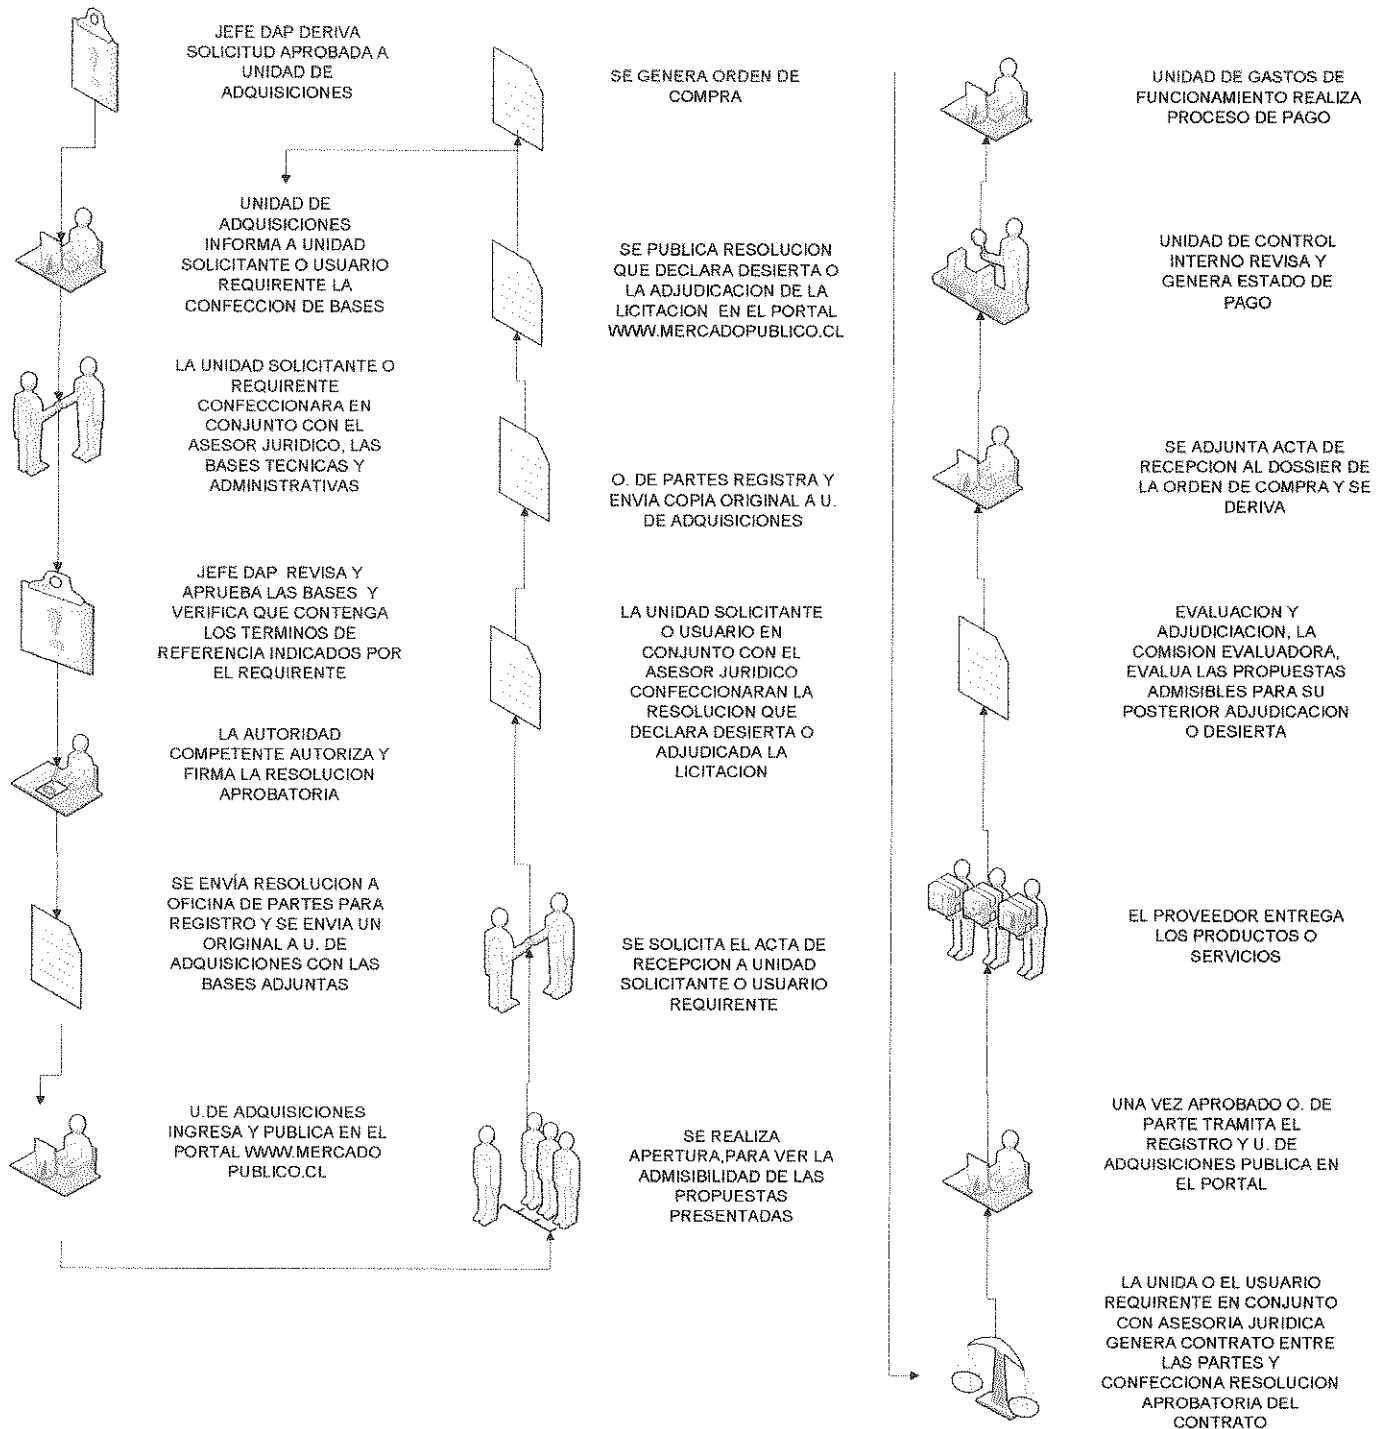 JEFE DAP DERIVA
SOLICITUD APROBADA A
UNIDAD DE
ADQUISICIONES
UNIDAD DE
ADQUISICIONES
INFORMA A UNIDAD
SOLICITANTE O USUARIO
REQUIRENTE LA
CONFECCION DE BASES
LA UNIDAD SOLICITANTE O
REQUIRENTE
CONFECCIONARA EN
CONJUNTO CON EL
ASESOR JURIDICO, LAS
BASES TECNICAS Y
ADMINISTRATIVAS
JEFE DAP REVISA Y
APRUEBA LAS BASES Y
VERIFICA QUE CONTENGA
LOS TERMINOS DE
REFERENCIA INDICADOS POR
EL REQUIRENTE
LA AUTORIDAD
COMPETENTE AUTORIZA Y
FIRMA LA RESOLUCION
APROBATORIA
SE ENVÍA RESOLUCION A
OFICINA DE PARTES PARA
REGISTRO Y SE ENVIA UN
ORIGINAL A U. DE
ADQUISICIONES CON LAS
BASES ADJUNTAS
U.DE ADQUISICIONES
INGRESA Y PUBLICA EN EL
PORTAL WWW.MERCADO
PUBLICO.CL
SE GENERA ORDEN DE
COMPRA
SE PUBLICA RESOLUCION
QUE DECLARA DESIERTA O
LA ADJUDICACION DE LA
LICITACION EN EL PORTAL
WWW.MERCADOPUBLICO.CL
O. DE PARTES REGISTRA Y
ENVIA COPIA ORIGINAL A U.
DE ADQUISICIONES
LA UNIDAD SOLICITANTE
O USUARIO EN
CONJUNTO CON EL
ASESOR JURIDICO
CONFECCIONARAN LA
RESOLUCION QUE
DECLARA DESIERTA O
ADJUDICADA LA
LICITACION
SE SOLICITA EL ACTA DE
RECEPCION A UNIDAD
SOLICITANTE O USUARIO
REQUIRENTE
SE REALIZA
APERTURA,PARA VER LA
ADMISIBILIDAD DE LAS
PROPUESTAS
PRESENTADAS
UNIDAD DE GASTOS DE
FUNCIONAMIENTO REALIZA
PROCESO DE PAGO
UNIDAD DE CONTROL
INTERNO REVISA Y
GENERA ESTADO DE
PAGO
SE ADJUNTA ACTA DE
RECEPCION AL DOSSIER DE
LA ORDEN DE COMPRA Y SE
DERIVA
EVALUACION Y
ADJUDICIACION, LA
COMISION EVALUADORA,
EVALUA LAS PROPUESTAS
ADMISIBLES PARA SU
POSTERIOR ADJUDICACION
O DESIERTA
EL PROVEEDOR ENTREGA
LOS PRODUCTOS O
SERVICIOS
UNA VEZ APROBADO O. DE
PARTE TRAMITA EL
REGISTRO Y U. DE
ADQUISICIONES PUBLICA EN
EL PORTAL
LA UNIDA O EL USUARIO
REQUIRENTE EN CONJUNTO
CON ASESORIA JURIDICA
GENERA CONTRATO ENTRE
LAS PARTES Y
CONFECCIONA RESOLUCION
APROBATORIA DEL
CONTRATO